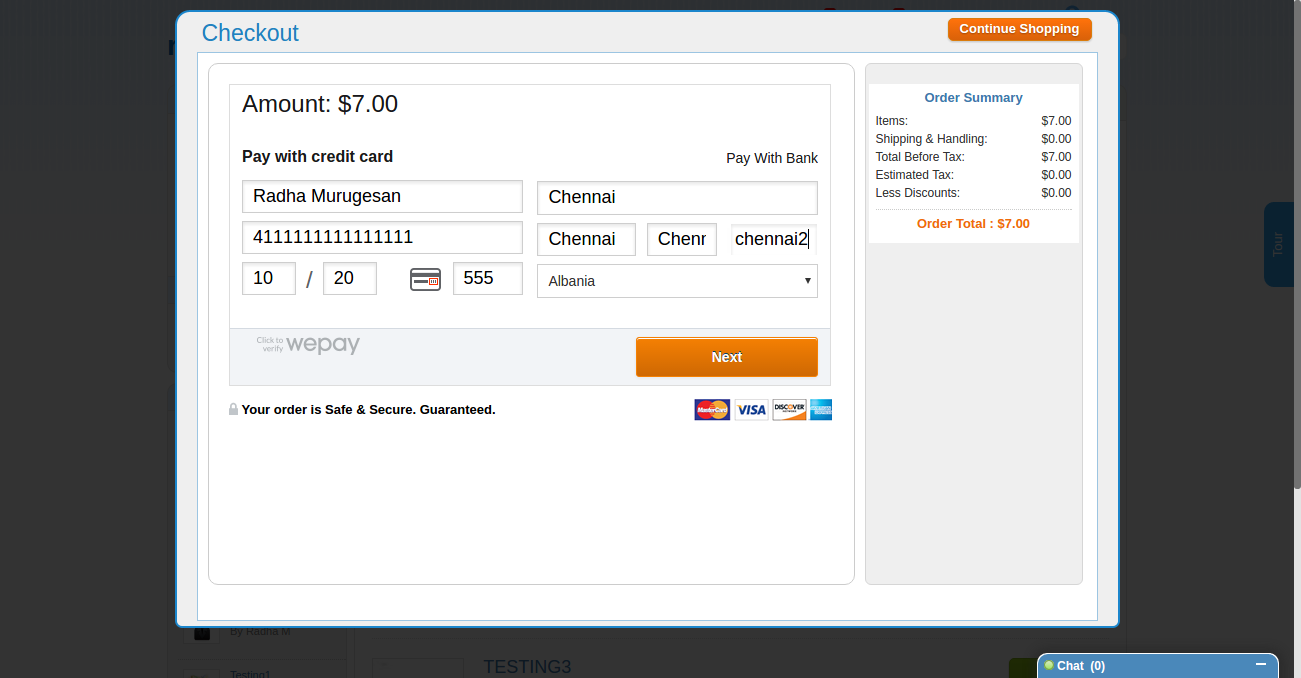 Checkout
Continue Shopping
Amount: $7.00
Pay with credit card
Pay With Bank
Radha Murugesan
Chennai
4111111111111111
Chennai
Chenr
chennai2
10 / 20
555
Albania
Click to verify wepay
Next
Your order is Safe & Secure. Guaranteed.
MasterCard
VISA
DISCOVER
Order Summary
Items: $7.00
Shipping & Handling: $0.00
Total Before Tax: $7.00
Estimated Tax: $0.00
Less Discounts: $0.00
Order Total : $7.00
Tour
By Radha M
Testing1
TESTING3
Chat (0)